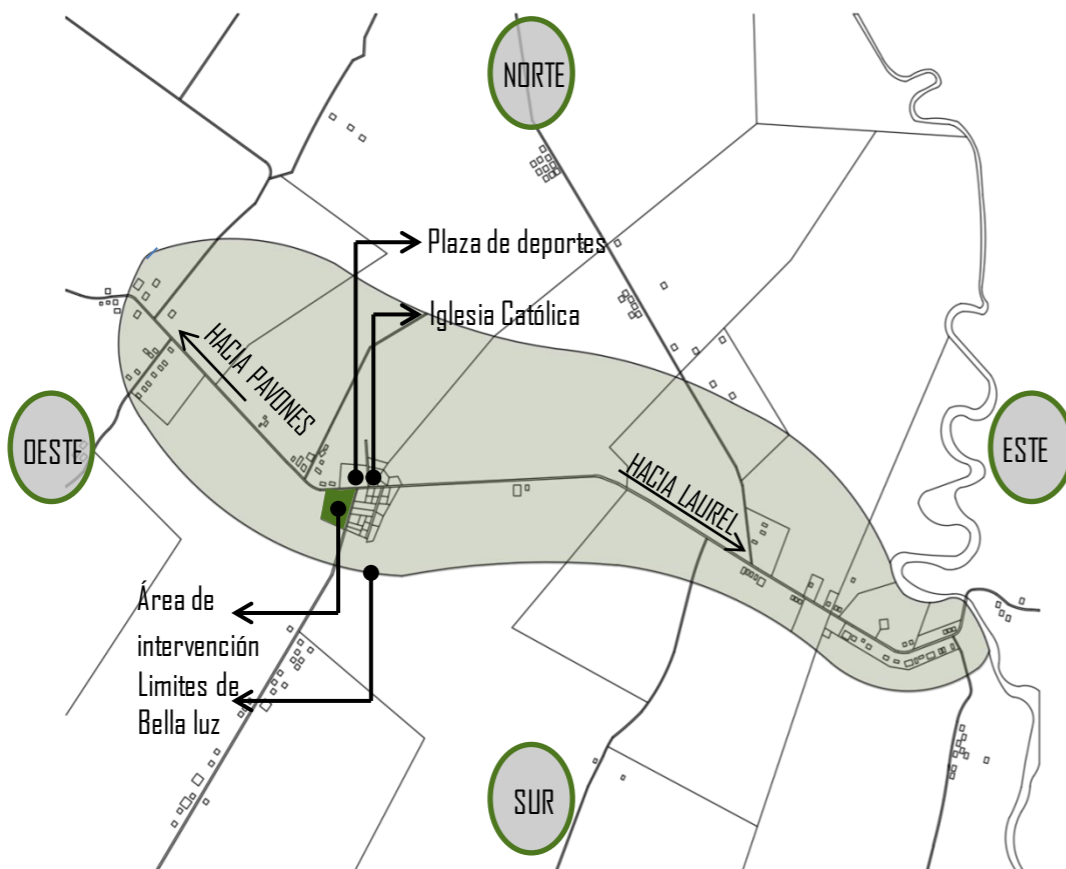 NORTE
Plaza de deportes
Iglesia Católica
HACIA PAVONES
OESTE
ESTE
HACIA LAUREL
Área de
intervención
Limites de
Bella luz
SUR